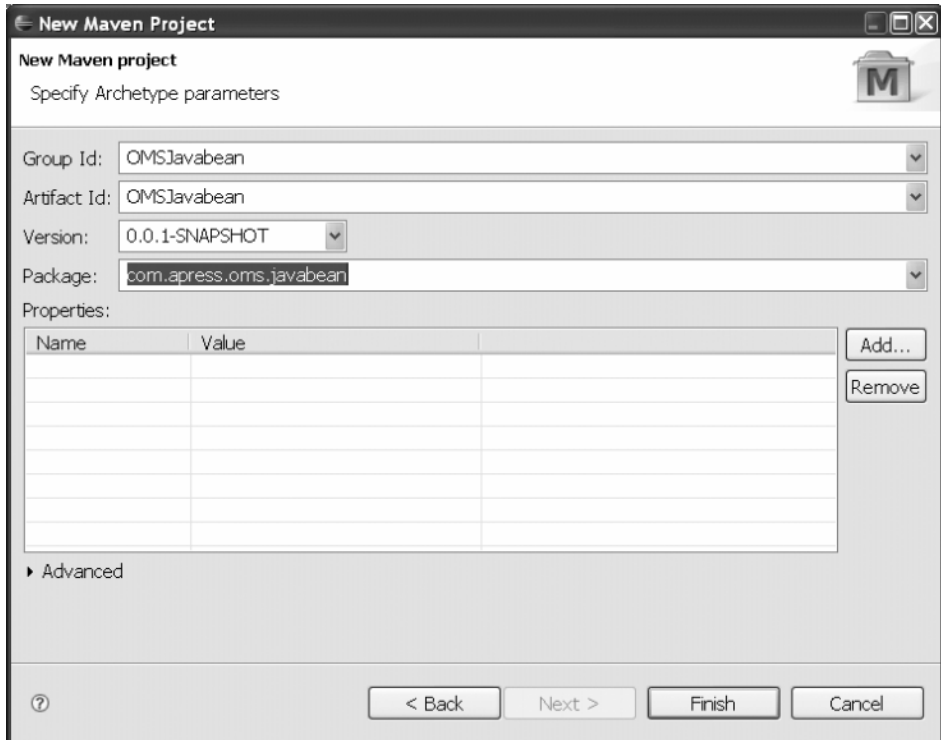 New Maven Project
New Maven project
Specify Archetype parameters
M
Group Id: OMSJavabean
Artifact Id: OMSJavabean
Version: 0.0.1-SNAPSHOT
Package: com.apress.oms.javabean
Properties:
Name Value
Add...
Remove
Advanced
? < Back Next > Finish Cancel